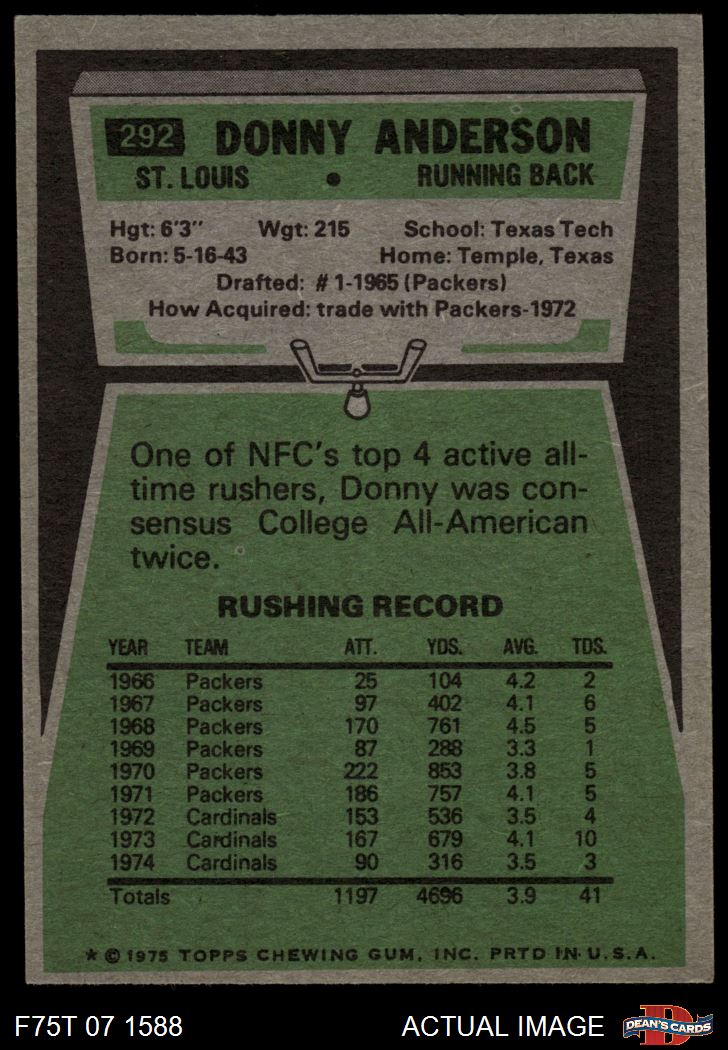 292 DONNY ANDERSON
ST. LOUIS • RUNNING BACK
Hgt: 6'3" Wgt: 215 School: Texas Tech
Born: 5-16-43 Home: Temple, Texas
Drafted: #1-1965 (Packers)
How Acquired: trade with Packers-1972
One of NFC's top 4 active all-
time rushers, Donny was con-
sensus College All-American
twice.
RUSHING RECORD
YEAR TEAM ATT. YDS. AVG. TDS.
1966 Packers 25 104 4.2 2
1967 Packers 97 402 4.1 6
1968 Packers 170 761 4.5 5
1969 Packers 87 288 3.3 1
1970 Packers 222 853 3.8 5
1971 Packers 186 757 4.1 5
1972 Cardinals 153 536 3.5 4
1973 Cardinals 167 679 4.1 10
1974 Cardinals 90 316 3.5 3
Totals 1197 4696 3.9 41
★ © 1975 TOPPS CHEWING GUM, INC. PRTD IN U.S.A.
F75T 07 1588 ACTUAL IMAGE D DEAN'S CARDS